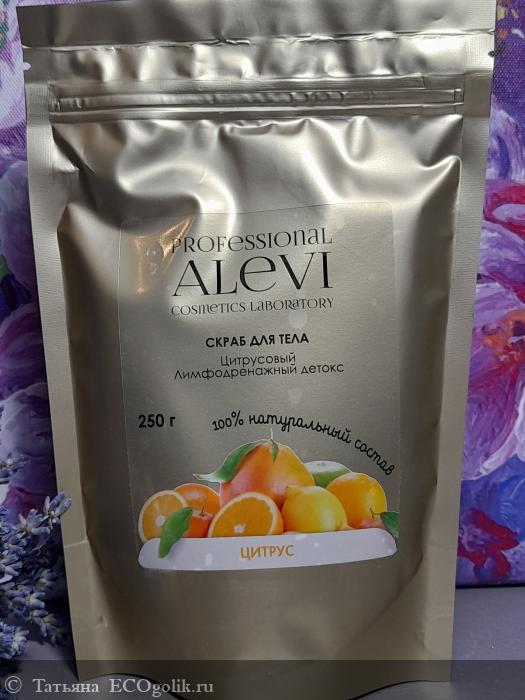 PROFESSIONAL
ALEVI
COSMETICS LABORATORY
СКРАБ ДЛЯ ТЕЛА
Цитрусовый
Лимфодренажный детокс
250 г
100% натуральный состав
ЦИТРУС
© Татьяна ECOgolik.ru